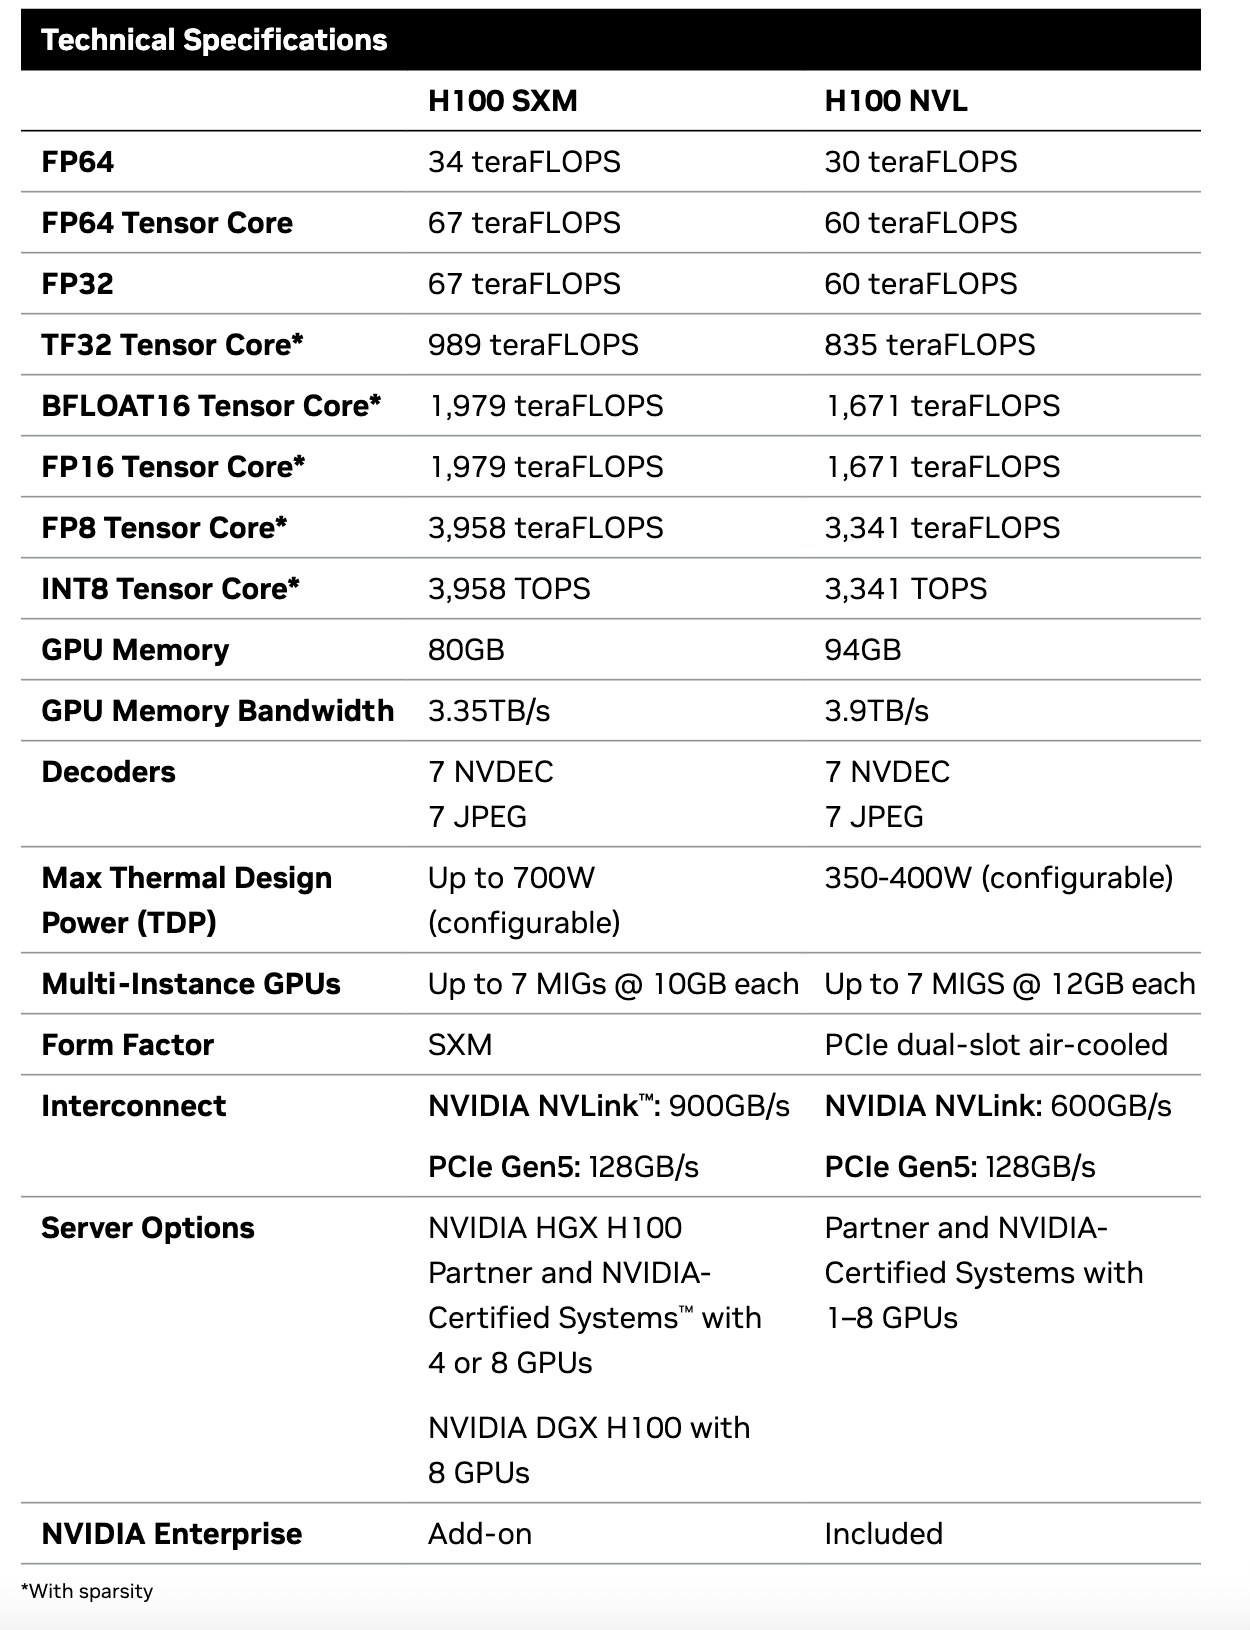 Technical Specifications
H100 SXM H100 NVL
FP64 34 teraFLOPS 30 teraFLOPS
FP64 Tensor Core 67 teraFLOPS 60 teraFLOPS
FP32 67 teraFLOPS 60 teraFLOPS
TF32 Tensor Core* 989 teraFLOPS 835 teraFLOPS
BFLOAT16 Tensor Core* 1,979 teraFLOPS 1,671 teraFLOPS
FP16 Tensor Core* 1,979 teraFLOPS 1,671 teraFLOPS
FP8 Tensor Core* 3,958 teraFLOPS 3,341 teraFLOPS
INT8 Tensor Core* 3,958 TOPS 3,341 TOPS
GPU Memory 80GB 94GB
GPU Memory Bandwidth 3.35TB/s 3.9TB/s
Decoders 7 NVDEC 7 NVDEC
7 JPEG 7 JPEG
Max Thermal Design Up to 700W 350-400W (configurable)
Power (TDP) (configurable)
Multi-Instance GPUs Up to 7 MIGs @ 10GB each Up to 7 MIGS @ 12GB each
Form Factor SXM PCIe dual-slot air-cooled
Interconnect NVIDIA NVLink™: 900GB/s NVIDIA NVLink: 600GB/s
PCIe Gen5: 128GB/s PCIe Gen5: 128GB/s
Server Options NVIDIA HGX H100 Partner and NVIDIA-
Partner and NVIDIA- Certified Systems with
Certified Systems™ with 1–8 GPUs
4 or 8 GPUs
NVIDIA DGX H100 with
8 GPUs
NVIDIA Enterprise Add-on Included
*With sparsity